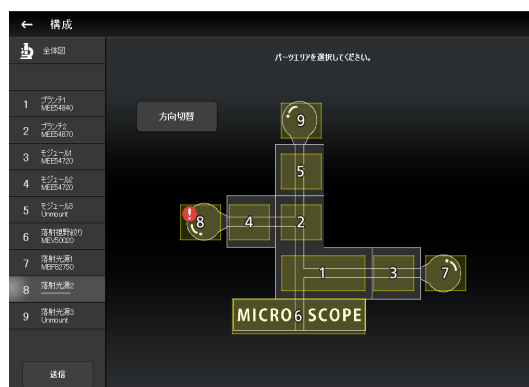 ← 構成
全体図
パーツエリアを選択してください。
方向切替
1 ブランチ1
MEE54840
2 ブランチ2
MEE54870
3 モジュール1
MEE54720
4 モジュール2
MEE54720
5 モジュール3
Unmount
6 落射視野絞り
MEV50020
7 落射光源1
MBF82750
8 落射光源2
9 落射光源3
Unmount
送信
9
5
8
4
2
1
3
7
MICRO6SCOPE